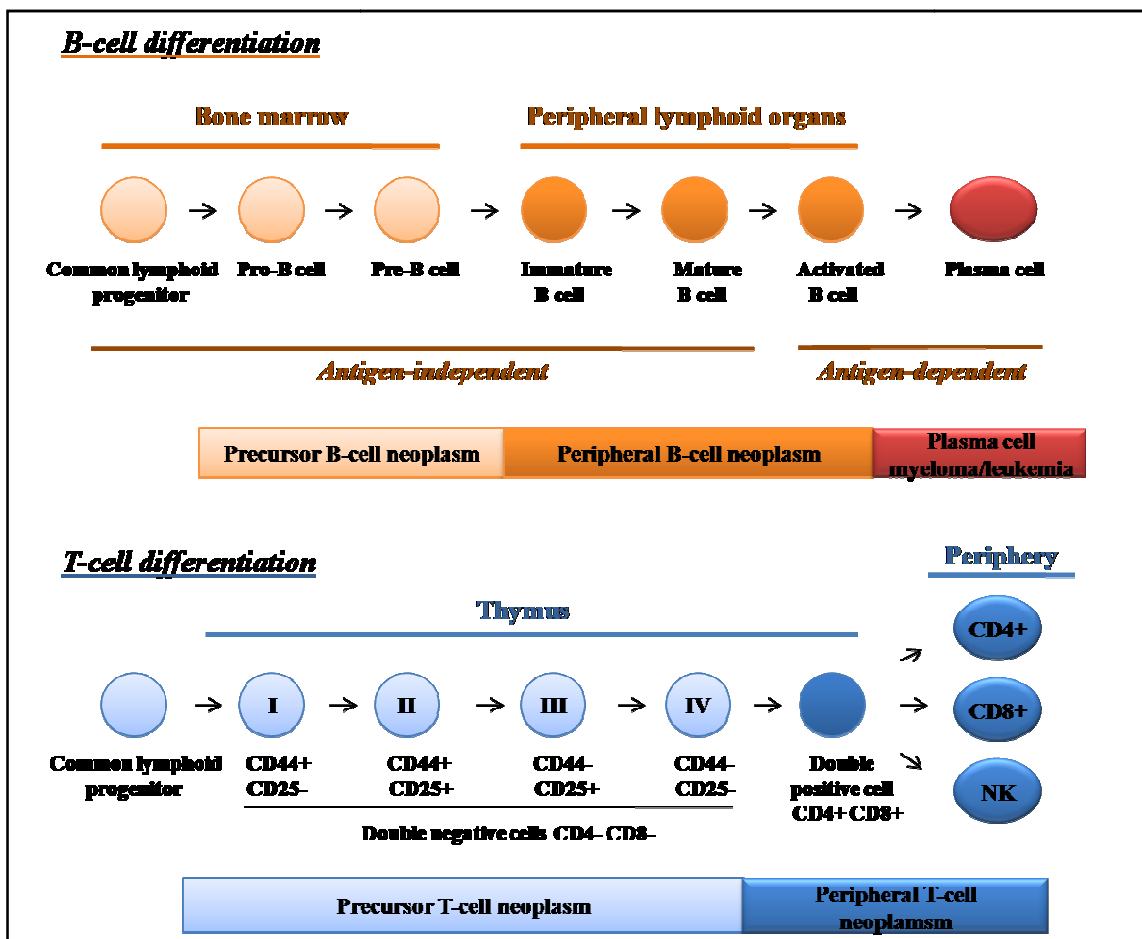 B-cell differentiation
Bone marrow
Peripheral lymphoid organs
Common lymphoid
progenitor
Pro-B cell
Pre-B cell
Immature
B cell
Mature
B cell
Activated
B cell
Plasma cell
Antigen-independent
Antigen-dependent
Precursor B-cell neoplasm
Peripheral B-cell neoplasm
Plasma cell
myeloma/leukemia
T-cell differentiation
Periphery
Thymus
CD4+
I
II
III
IV
CD8+
Common lymphoid
progenitor
CD44+
CD25-
CD44+
CD25+
CD44-
CD25+
CD44-
CD25-
Double
positive cell
CD4+ CD8+
NK
Double negative cells CD4- CD8-
Precursor T-cell neoplasm
Peripheral T-cell
neoplamsm